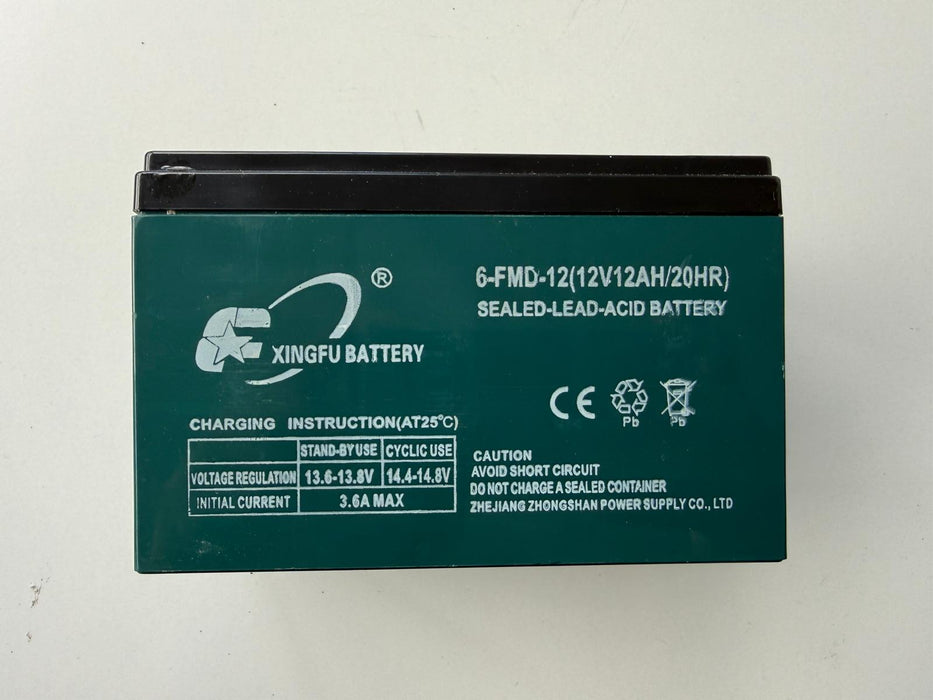 ®
XINGFU BATTERY
6-FMD-12(12V12AH/20HR)
SEALED-LEAD-ACID BATTERY
CE
Pb Pb
CHARGING INSTRUCTION(AT25°C)
STAND-BY USE CYCLIC USE
VOLTAGE REGULATION 13.6-13.8V 14.4-14.8V
INITIAL CURRENT 3.6A MAX
CAUTION
AVOID SHORT CIRCUIT
DO NOT CHARGE A SEALED CONTAINER
ZHEJIANG ZHONGSHAN POWER SUPPLY CO., LTD